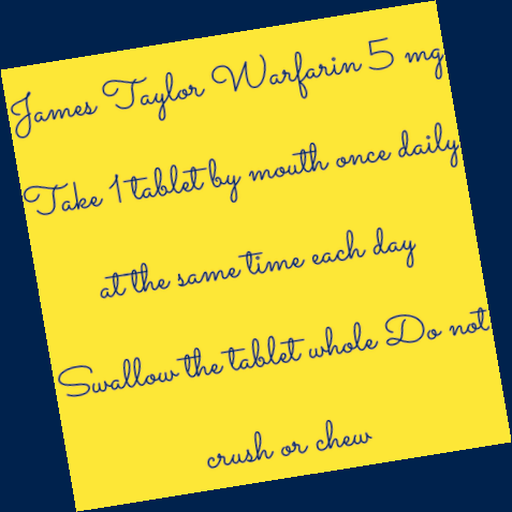 James Taylor Warfarin 5 mg
Take 1 tablet by mouth once daily
at the same time each day
Swallow the tablet whole Do not
crush or chew